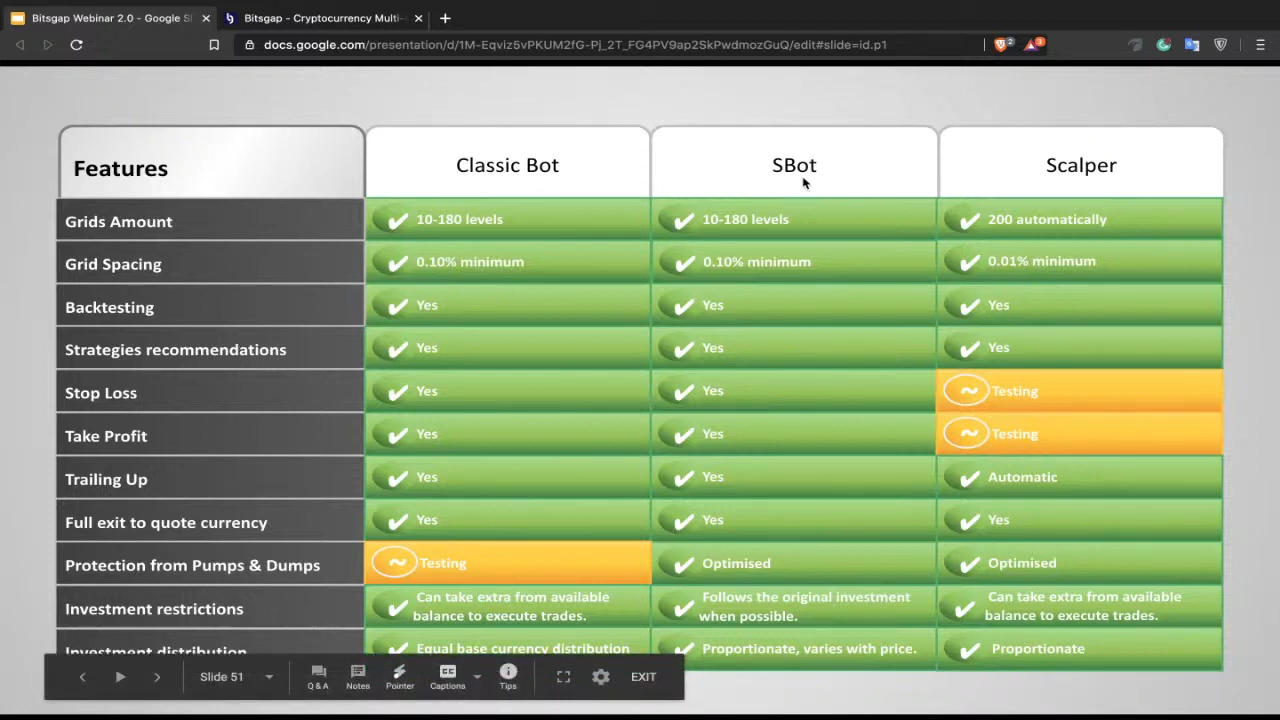 Bitsgap Webinar 2.0 - Google Sl
Bitsgap - Cryptocurrency Multi-
docs.google.com/presentation/d/1M-Eqviz5vPKUM2fG-Pj_2T_FG4PV9ap2SkPwdmozGuQ/edit#slide=id.p1
2
3
Features Classic Bot SBot Scalper
Grids Amount 10-180 levels 10-180 levels 200 automatically
Grid Spacing 0.10% minimum 0.10% minimum 0.01% minimum
Backtesting Yes Yes Yes
Strategies recommendations Yes Yes Yes
Stop Loss Yes Yes ~ Testing
Take Profit Yes Yes ~ Testing
Trailing Up Yes Yes Automatic
Full exit to quote currency Yes Yes Yes
Protection from Pumps & Dumps ~ Testing Optimised Optimised
Investment restrictions
Can take extra from available
balance to execute trades.
Follows the original investment
when possible.
Can take extra from available
balance to execute trades.
Investment distribution Equal base currency distribution Proportionate, varies with price. Proportionate
Slide 51 Q & A Notes Pointer Captions Tips EXIT